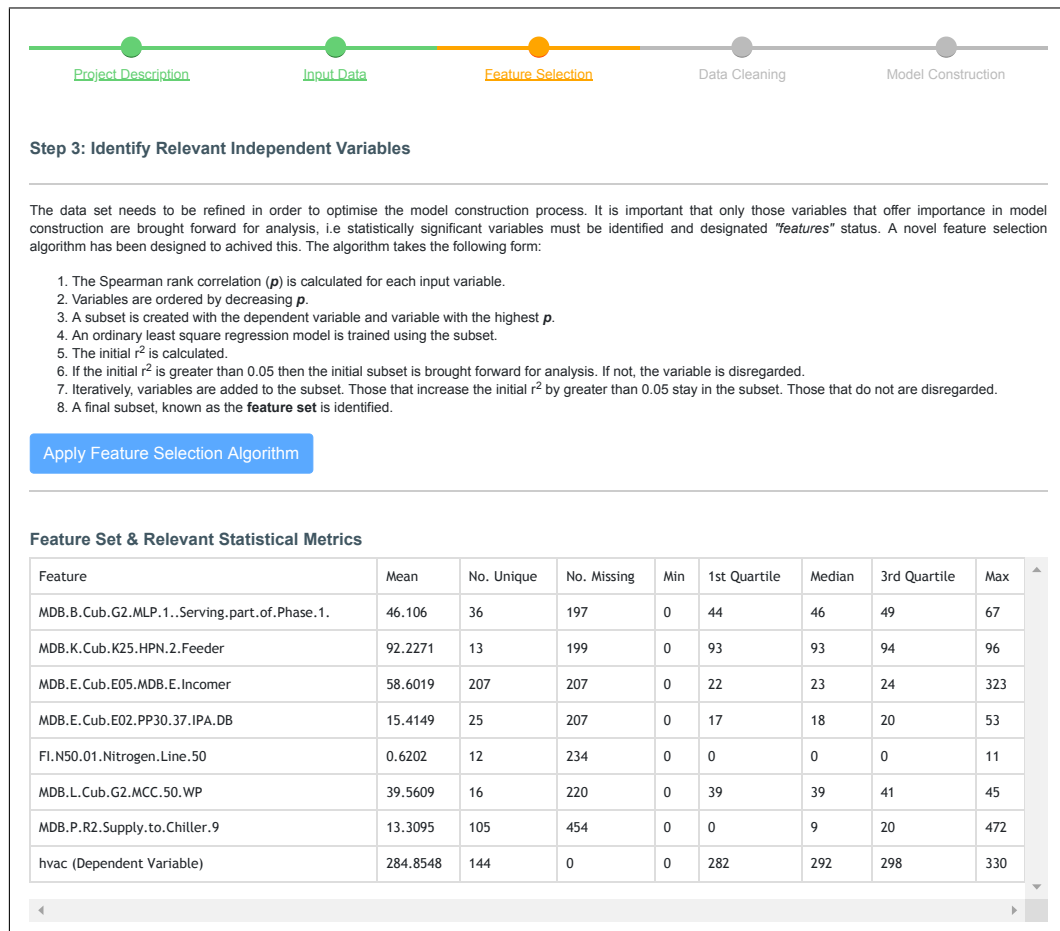 Project Description
Input Data
Feature Selection
Data Cleaning
Model Construction
Step 3: Identify Relevant Independent Variables
The data set needs to be refined in order to optimise the model construction process. It is important that only those variables that offer importance in model
construction are brought forward for analysis, i.e statistically significant variables must be identified and designated "features" status. A novel feature selection
algorithm has been designed to achived this. The algorithm takes the following form:
1. The Spearman rank correlation (p) is calculated for each input variable.
2. Variables are ordered by decreasing p.
3. A subset is created with the dependent variable and variable with the highest p.
4. An ordinary least square regression model is trained using the subset.
5. The initial r2 is calculated.
6. If the initial r2 is greater than 0.05 then the initial subset is brought forward for analysis. If not, the variable is disregarded.
7. Iteratively, variables are added to the subset. Those that increase the initial r2 by greater than 0.05 stay in the subset. Those that do not are disregarded.
8. A final subset, known as the feature set is identified.
Apply Feature Selection Algorithm
Feature Set & Relevant Statistical Metrics
Feature Mean No. Unique No. Missing Min 1st Quartile Median 3rd Quartile Max
MDB.B.Cub.G2.MLP.1..Serving.part.of.Phase.1. 46.106 36 197 0 44 46 49 67
MDB.K.Cub.K25.HPN.2.Feeder 92.2271 13 199 0 93 93 94 96
MDB.E.Cub.E05.MDB.E.Incomer 58.6019 207 207 0 22 23 24 323
MDB.E.Cub.E02.PP30.37.IPA.DB 15.4149 25 207 0 17 18 20 53
FI.N50.01.Nitrogen.Line.50 0.6202 12 234 0 0 0 0 11
MDB.L.Cub.G2.MCC.50.WP 39.5609 16 220 0 39 39 41 45
MDB.P.R2.Supply.to.Chiller.9 13.3095 105 454 0 0 9 20 472
hvac (Dependent Variable) 284.8548 144 0 0 282 292 298 330